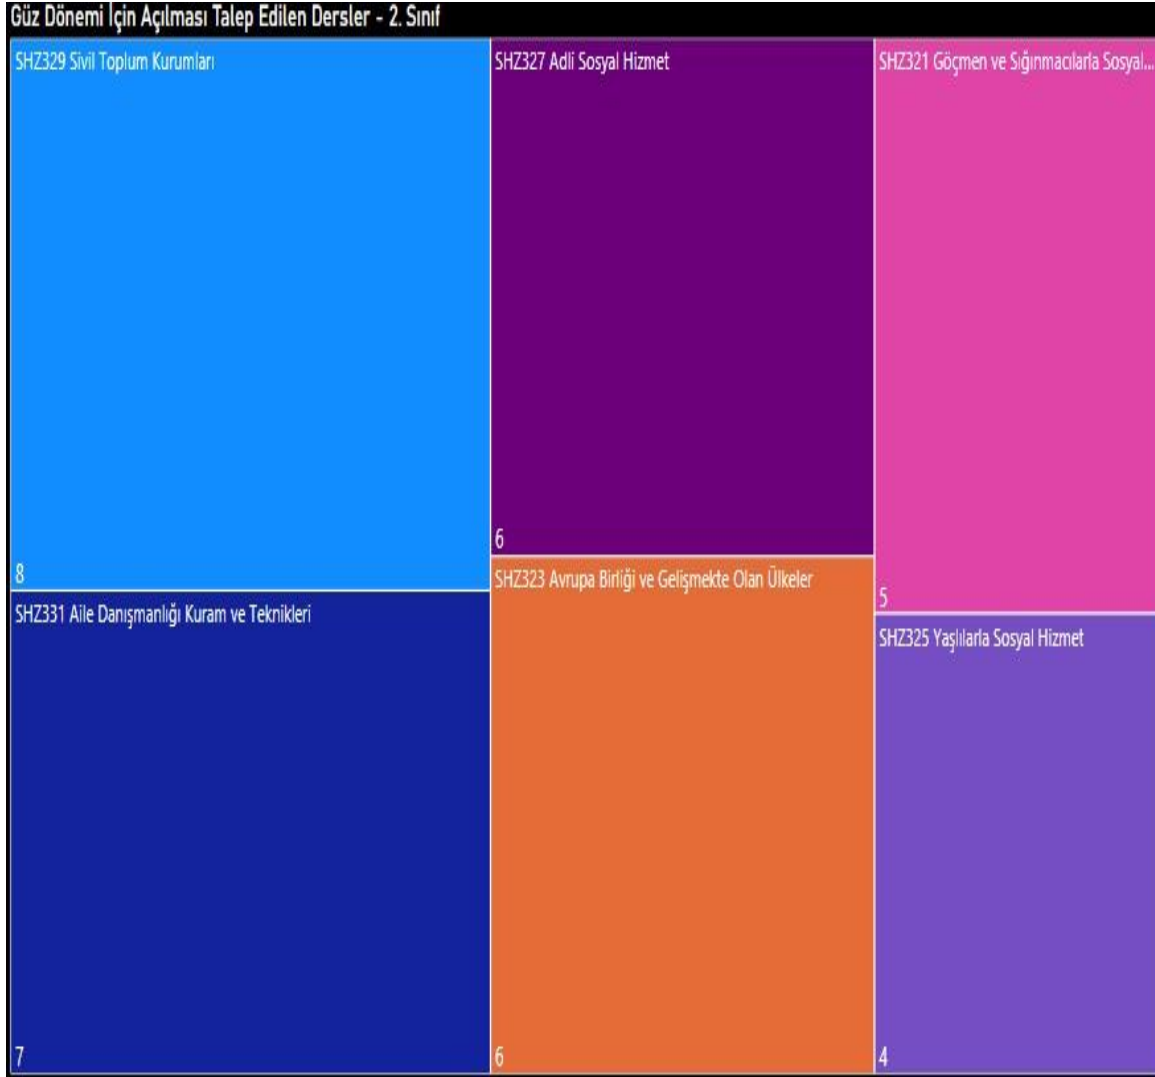 Güz Dönemi İçin Açılması Talep Edilen Dersler - 2. Sınıf
SHZ329 Sivil Toplum Kurumları
8
SHZ331 Aile Danışmanlığı Kuram ve Teknikleri
7
SHZ327 Adli Sosyal Hizmet
6
SHZ323 Avrupa Birliği ve Gelişmekte Olan Ülkeler
6
SHZ321 Göçmen ve Sığınmacılarla Sosyal...
5
SHZ325 Yaşlılarla Sosyal Hizmet
4